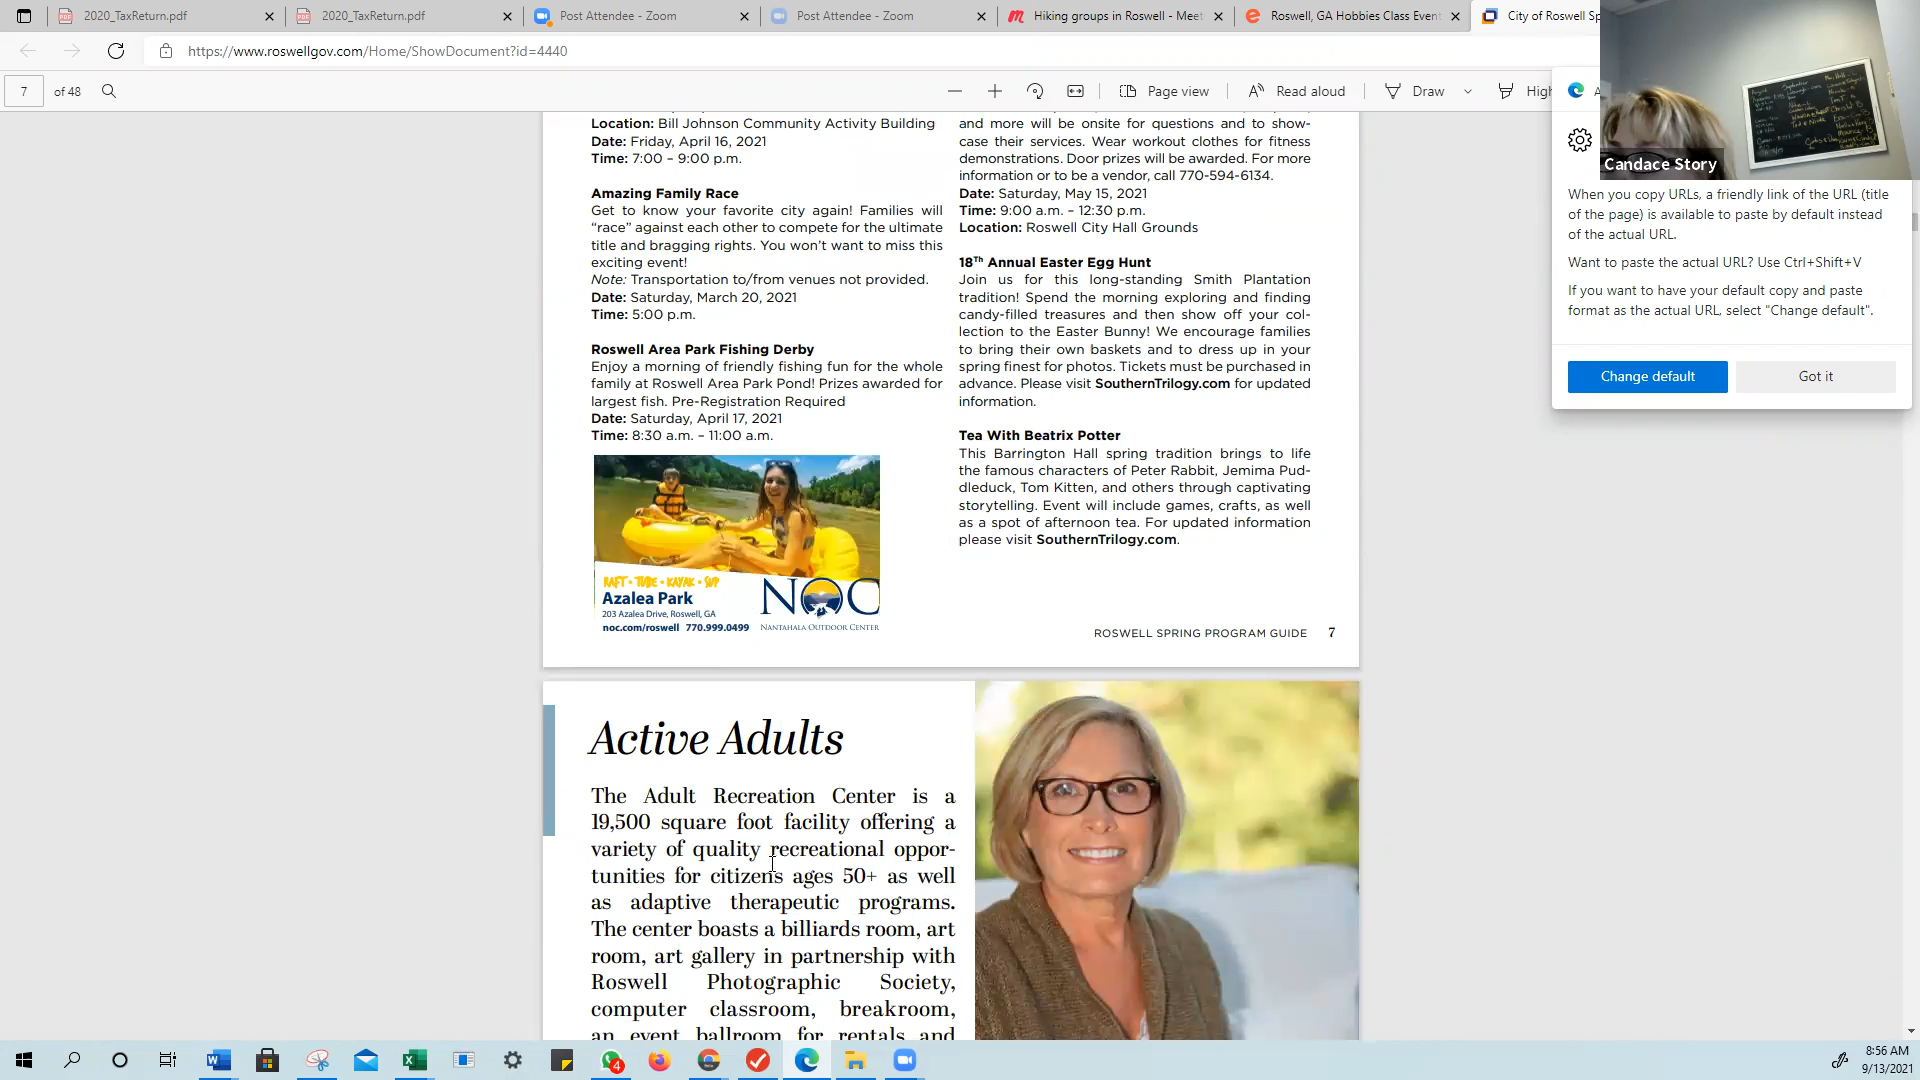 2020_TaxReturn.pdf
2020_TaxReturn.pdf
Post Attendee - Zoom
Post Attendee - Zoom
Hiking groups in Roswell - Meet
Roswell, GA Hobbies Class Event
City of Roswell Sp
https://www.roswellgov.com/Home/ShowDocument?id=4440
7 of 48
Page view
Read aloud
Draw
High
Candace Story
When you copy URLs, a friendly link of the URL (title
of the page) is available to paste by default instead
of the actual URL.
Want to paste the actual URL? Use Ctrl+Shift+V
If you want to have your default copy and paste
format as the actual URL, select "Change default".
Change default
Got it
Location: Bill Johnson Community Activity Building
Date: Friday, April 16, 2021
Time: 7:00 – 9:00 p.m.
Amazing Family Race
Get to know your favorite city again! Families will
“race” against each other to compete for the ultimate
title and bragging rights. You won’t want to miss this
exciting event!
Note: Transportation to/from venues not provided.
Date: Saturday, March 20, 2021
Time: 5:00 p.m.
Roswell Area Park Fishing Derby
Enjoy a morning of friendly fishing fun for the whole
family at Roswell Area Park Pond! Prizes awarded for
largest fish. Pre-Registration Required
Date: Saturday, April 17, 2021
Time: 8:30 a.m. – 11:00 a.m.
RAFT • TUBE • KAYAK • SUP
Azalea Park
203 Azalea Drive, Roswell, GA
noc.com/roswell 770.999.0499
NOC
NANTAHALA OUTDOOR CENTER
and more will be onsite for questions and to show-
case their services. Wear workout clothes for fitness
demonstrations. Door prizes will be awarded. For more
information or to be a vendor, call 770-594-6134.
Date: Saturday, May 15, 2021
Time: 9:00 a.m. – 12:30 p.m.
Location: Roswell City Hall Grounds
18Th Annual Easter Egg Hunt
Join us for this long-standing Smith Plantation
tradition! Spend the morning exploring and finding
candy-filled treasures and then show off your col-
lection to the Easter Bunny! We encourage families
to bring their own baskets and to dress up in your
spring finest for photos. Tickets must be purchased in
advance. Please visit SouthernTrilogy.com for updated
information.
Tea With Beatrix Potter
This Barrington Hall spring tradition brings to life
the famous characters of Peter Rabbit, Jemima Pud-
dleduck, Tom Kitten, and others through captivating
storytelling. Event will include games, crafts, as well
as a spot of afternoon tea. For updated information
please visit SouthernTrilogy.com.
ROSWELL SPRING PROGRAM GUIDE 7
Active Adults
The Adult Recreation Center is a
19,500 square foot facility offering a
variety of quality recreational oppor-
tunities for citizens ages 50+ as well
as adaptive therapeutic programs.
The center boasts a billiards room, art
room, art gallery in partnership with
Roswell Photographic Society,
computer classroom, breakroom,
an event ballroom for rentals and
4
8:56 AM
9/13/2021